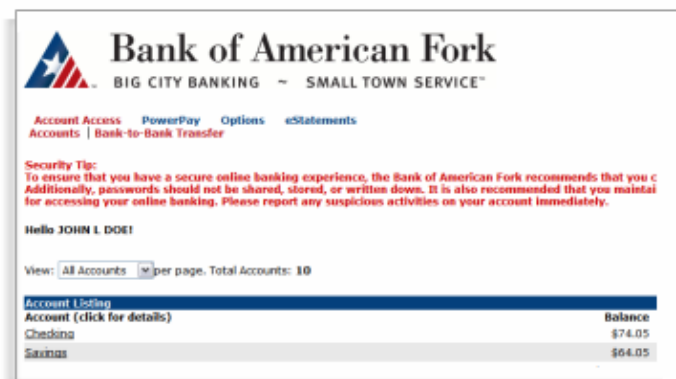 Bank of American Fork
BIG CITY BANKING ~ SMALL TOWN SERVICE™
Account Access PowerPay Options eStatements
Accounts | Bank-to-Bank Transfer
Security Tip:
To ensure that you have a secure online banking experience, the Bank of American Fork recommends that you c
Additionally, passwords should not be shared, stored, or written down. It is also recommended that you maintai
for accessing your online banking. Please report any suspicious activities on your account immediately.
Hello JOHN L DOE!
View: All Accounts per page. Total Accounts: 10
Account Listing
Account (click for details) Balance
Checking $74.05
Savings $64.05